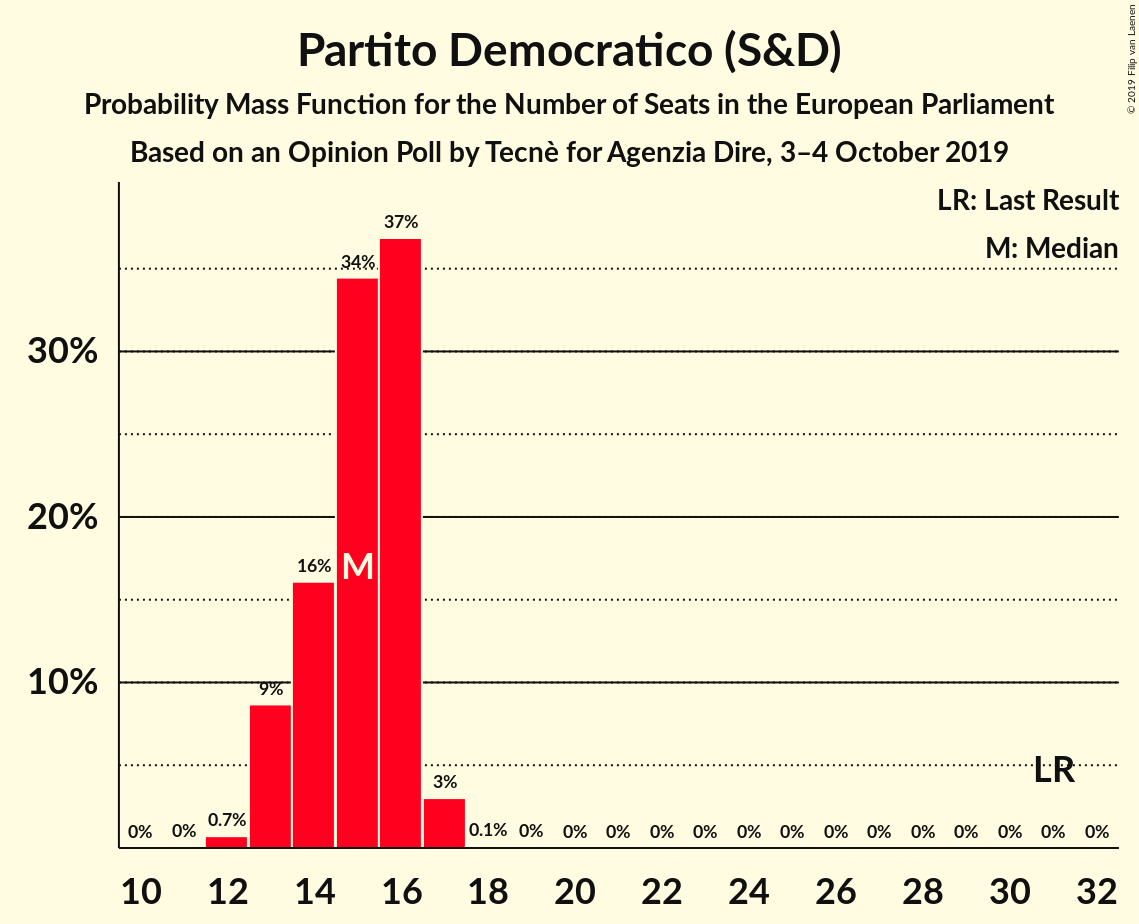 Partito Democratico (S&D)
Probability Mass Function for the Number of Seats in the European Parliament
Based on an Opinion Poll by Tecnè for Agenzia Dire, 3–4 October 2019
© 2019 Filip van Laenen
LR: Last Result
M: Median
37%
34%
30%
20%
16%
M
10%
9%
LR
3%
0% 0% 0.7% 0.1% 0% 0% 0% 0% 0% 0% 0% 0% 0% 0% 0% 0% 0% 0%
10 12 14 16 18 20 22 24 26 28 30 32